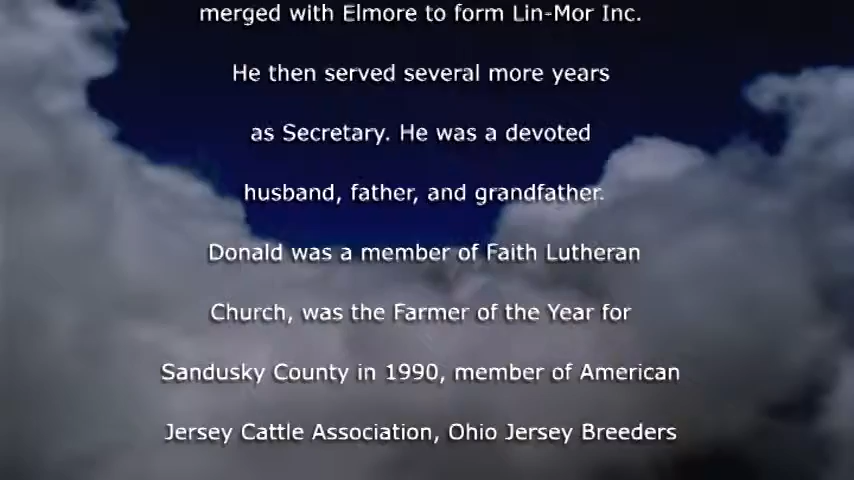 merged with Elmore to form Lin-Mor Inc.
He then served several more years
as Secretary. He was a devoted
husband, father, and grandfather.
Donald was a member of Faith Lutheran
Church, was the Farmer of the Year for
Sandusky County in 1990, member of American
Jersey Cattle Association, Ohio Jersey Breeders